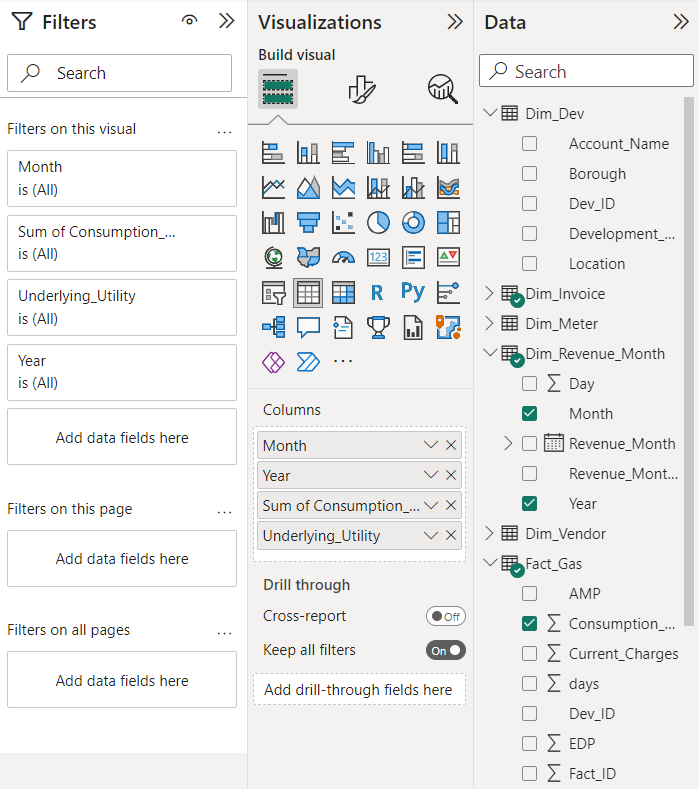 Filters
Search
Filters on this visual
...
Month
is (All)
Sum of Consumption_...
is (All)
Underlying_Utility
is (All)
Year
is (All)
Add data fields here
Filters on this page
...
Add data fields here
Filters on all pages
...
Add data fields here
Visualizations
Build visual
123
R
Py
...
Columns
Month
Year
Sum of Consumption_...
Underlying_Utility
Drill through
Cross-report
Off
Keep all filters
On
Add drill-through fields here
Data
Search
Dim_Dev
Account_Name
Borough
Dev_ID
Development_...
Location
Dim_Invoice
Dim_Meter
Dim_Revenue_Month
∑ Day
Month
Revenue_Month
Revenue_Mont...
Year
Dim_Vendor
Fact_Gas
AMP
∑ Consumption_...
∑ Current_Charges
∑ days
Dev_ID
∑ EDP
∑ Fact_ID